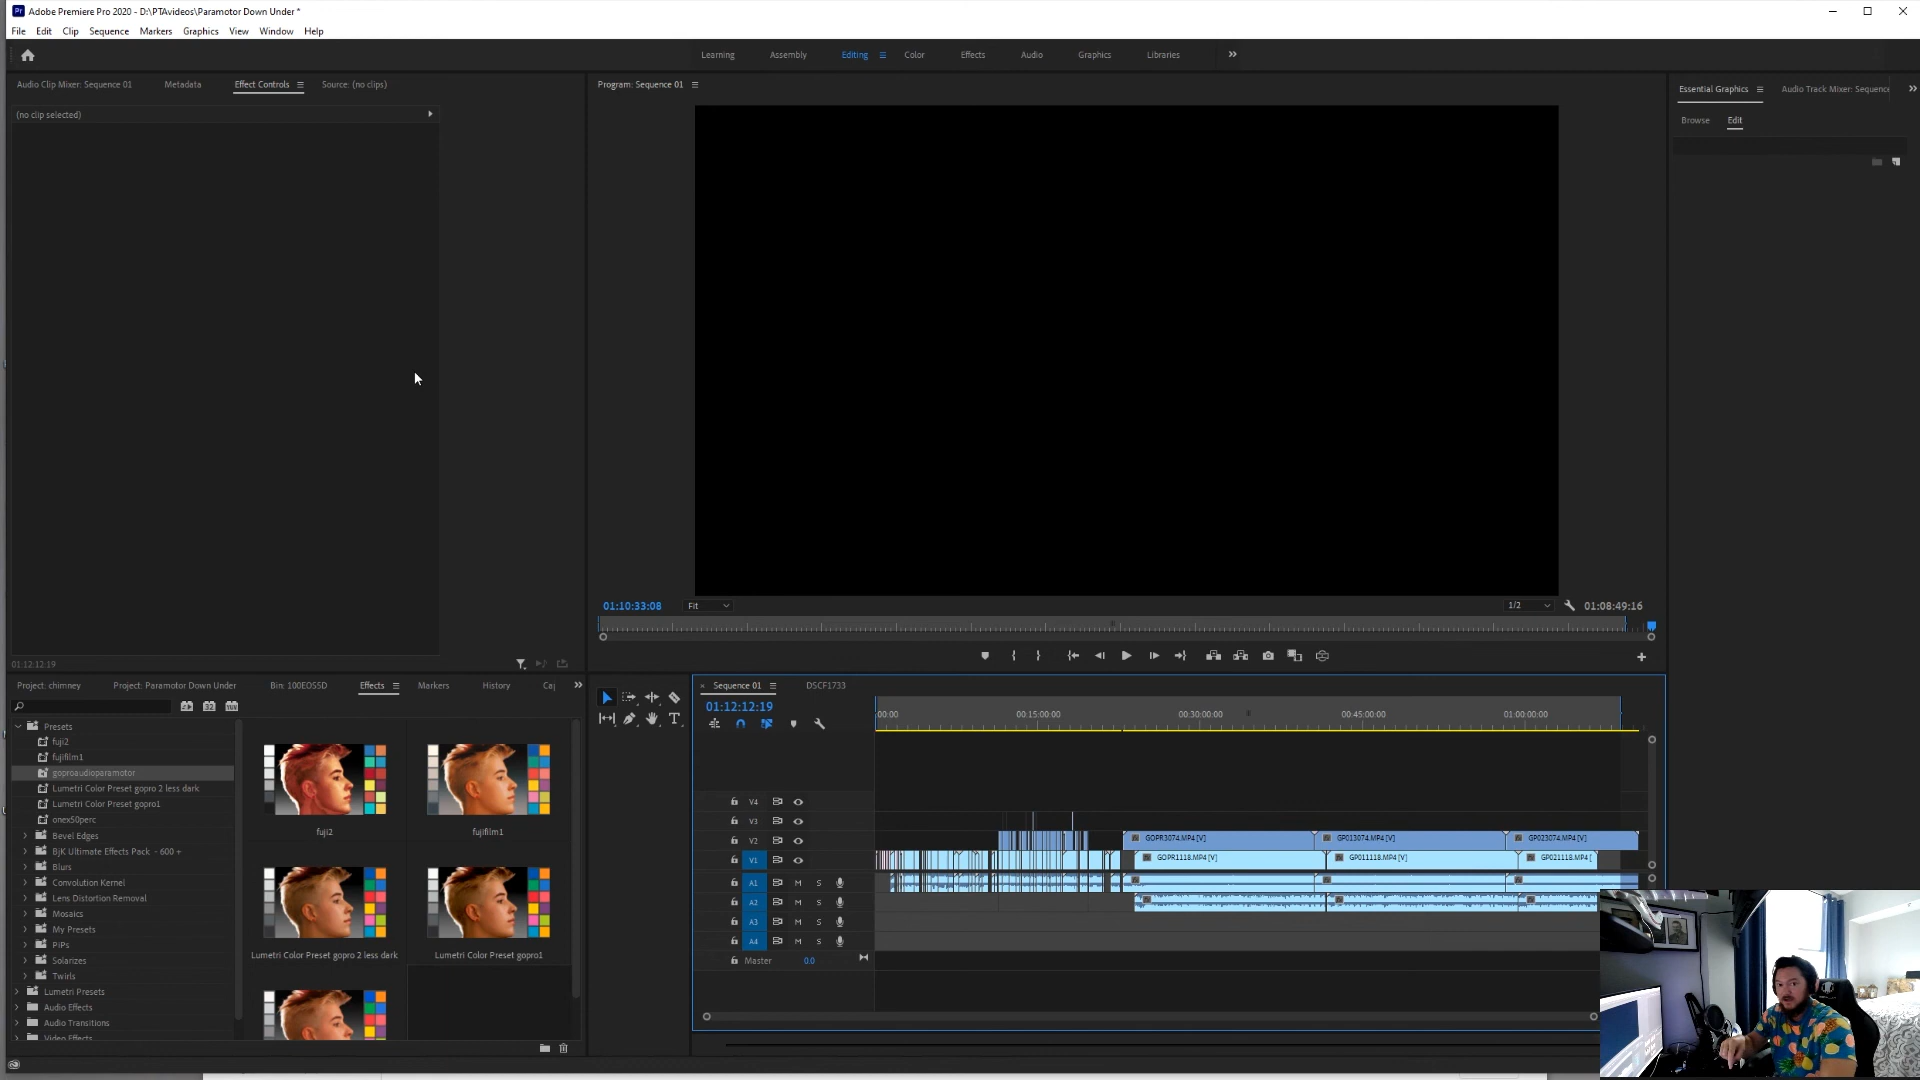 Adobe Premiere Pro 2020 - D:\PTAvideos\Paramotor Down Under *
File Edit Clip Sequence Markers Graphics View Window Help
Learning Assembly Editing Color Effects Audio Graphics Libraries
Audio Clip Mixer: Sequence 01 Metadata Effect Controls Source: (no clips)
Program: Sequence 01
Essential Graphics Audio Track Mixer: Sequence
(no clip selected)
Browse Edit
01:10:33:08 Fit 1/2 01:08:49:16
01:12:12:19
Project: chimney Project: Paramotor Down Under Bin: 100EOS5D Effects Markers History
Presets
fuji2
fujifilm1
goproaudioparamotor
Lumetri Color Preset gopro 2 less dark
Lumetri Color Preset gopro1
onex50perc
Bevel Edges
BjK Ultimate Effects Pack - 600 +
Blurs
Convolution Kernel
Lens Distortion Removal
Mosaics
My Presets
PiPs
Solarizes
Twirls
Lumetri Presets
Audio Effects
Audio Transitions
Video Effects
fuji2 fujifilm1
Lumetri Color Preset gopro 2 less dark Lumetri Color Preset gopro1
Sequence 01 DSCF1733
01:12:12:19
00:00 00:15:00:00 00:30:00:00 00:45:00:00 01:00:00:00
V4
V3
V2 GOPR3074.MP4 [V] GP013074.MP4 [V] GP023074.MP4 [V]
V1 GOPR1118.MP4 [V] GP011118.MP4 [V] GP021118.MP4 [
A1 M S
A2 M S
A3 M S
A4 M S
Master 0.0